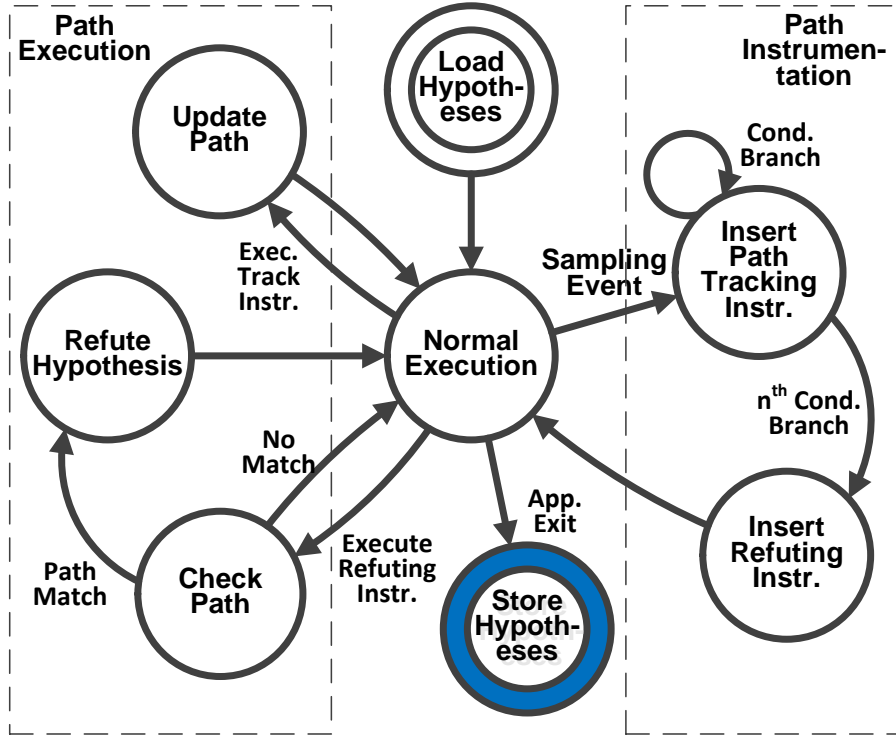 Path
Execution
Load
Hypoth-
eses
Path
Instrumen-
tation
Update
Path
Cond.
Branch
Exec.
Track
Instr.
Sampling
Event
Insert
Path
Tracking
Instr.
Refute
Hypothesis
Normal
Execution
nth Cond.
Branch
No
Match
Path
Match
Check
Path
Execute
Refuting
Instr.
App.
Exit
Store
Hypoth-
eses
Insert
Refuting
Instr.